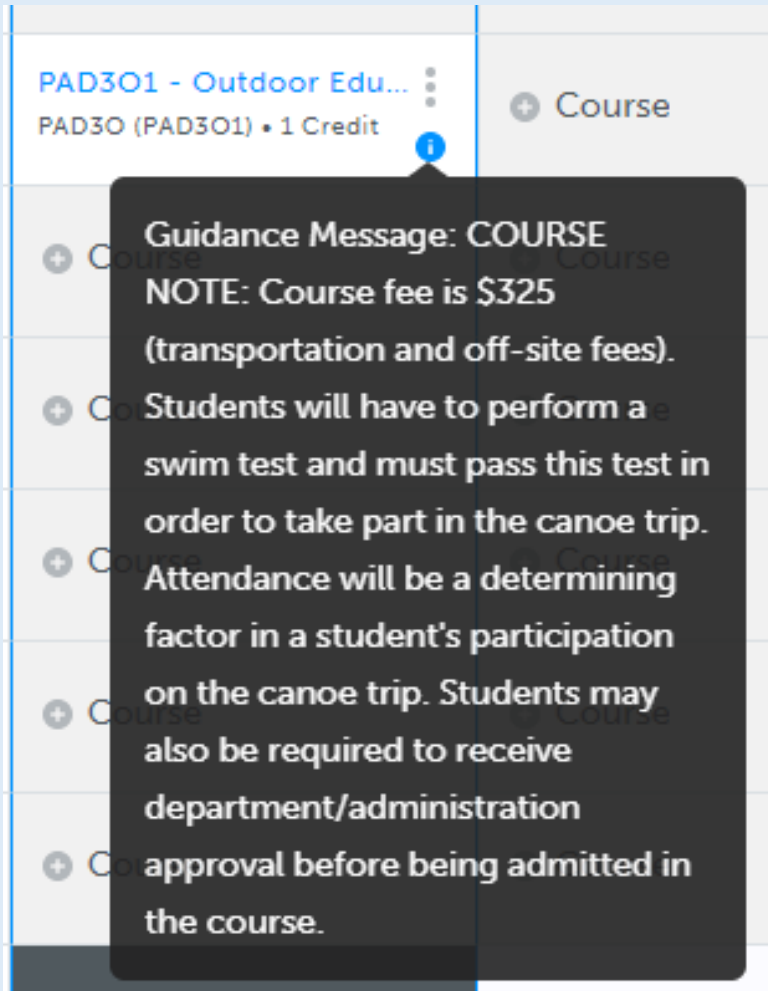 PAD3O1 - Outdoor Edu...
PAD3O (PAD3O1) • 1 Credit
Course
Guidance Message: COURSE
NOTE: Course fee is $325
(transportation and off-site fees).
Students will have to perform a
swim test and must pass this test in
order to take part in the canoe trip.
Attendance will be a determining
factor in a student's participation
on the canoe trip. Students may
also be required to receive
department/administration
approval before being admitted in
the course.
Course
Course
Course
Course
Course
Course
Course
Course